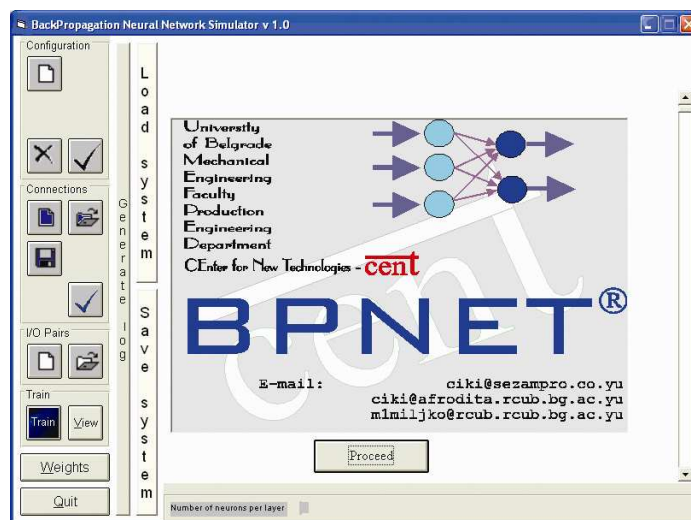 BackPropagation Neural Network Simulator v 1.0
Configuration
Connections
I/O Pairs
Train
Train
View
Weights
Quit
Generate log
Load system
Save system
University
of Belgrade
Mechanical
Engineering
Faculty
Production
Engineering
Department
CEnter for New Technologies - cent
cent
BPNET®
E-mail: ciki@sezampro.co.yu
ciki@afrodita.rcub.bg.ac.yu
m1miljko@rcub.rcub.bg.ac.yu
Proceed
Number of neurons per layer